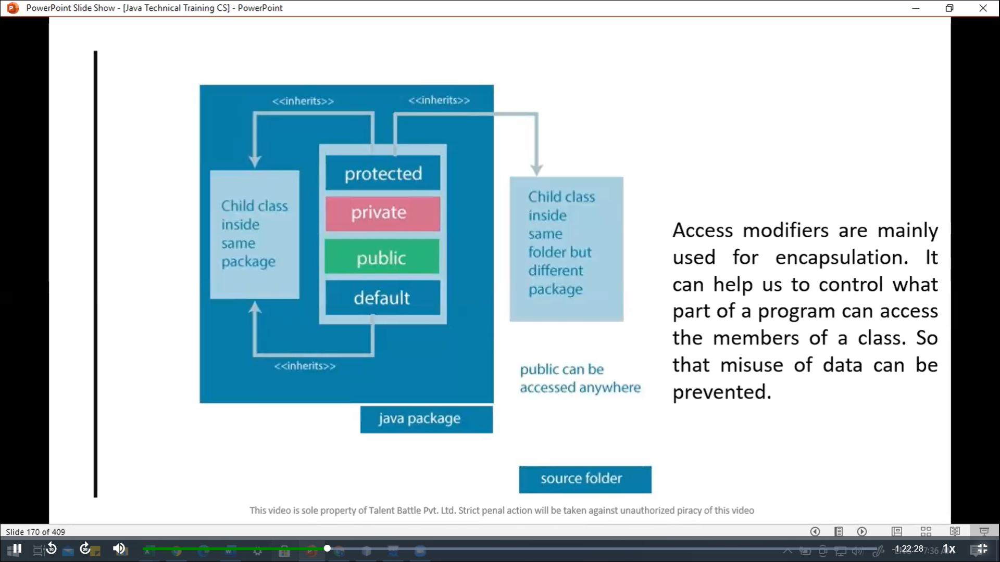 PowerPoint Slide Show - [Java Technical Training CS] - PowerPoint
<<inherits>>
<<inherits>>
protected
private
public
default
Child class
inside
same
package
Child class
inside
same
folder but
different
package
<<inherits>>
public can be
accessed anywhere
java package
source folder
Access modifiers are mainly
used for encapsulation. It
can help us to control what
part of a program can access
the members of a class. So
that misuse of data can be
prevented.
This video is sole property of Talent Battle Pvt. Ltd. Strict penal action will be taken against unauthorized piracy of this video
Slide 170 of 409
10
30
-1:22:28
1x